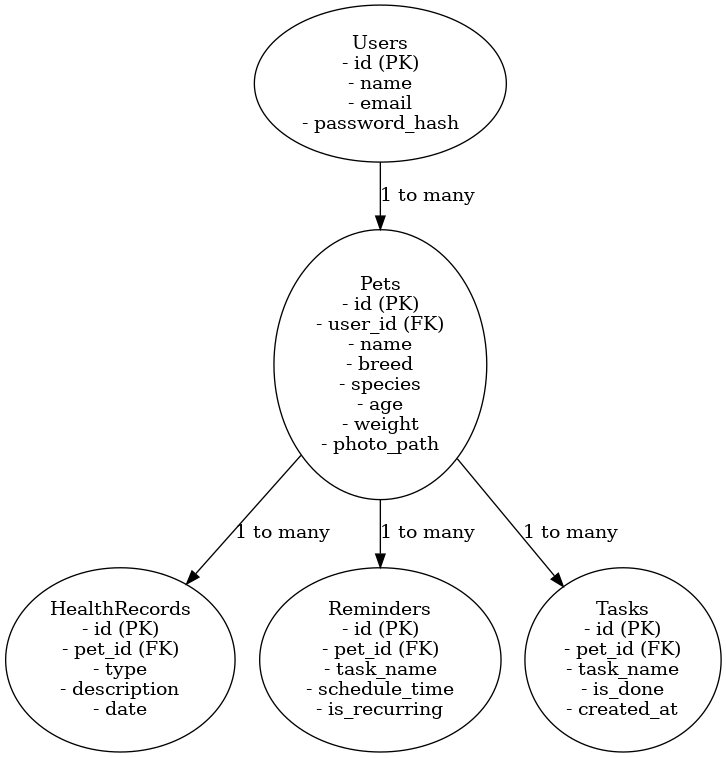 Users
- id (PK)
- name
- email
- password_hash
1 to many
Pets
- id (PK)
- user_id (FK)
- name
- breed
- species
- age
- weight
- photo_path
1 to many
1 to many
1 to many
HealthRecords
- id (PK)
- pet_id (FK)
- type
- description
- date
Reminders
- id (PK)
- pet_id (FK)
- task_name
- schedule_time
- is_recurring
Tasks
- id (PK)
- pet_id (FK)
- task_name
- is_done
- created_at